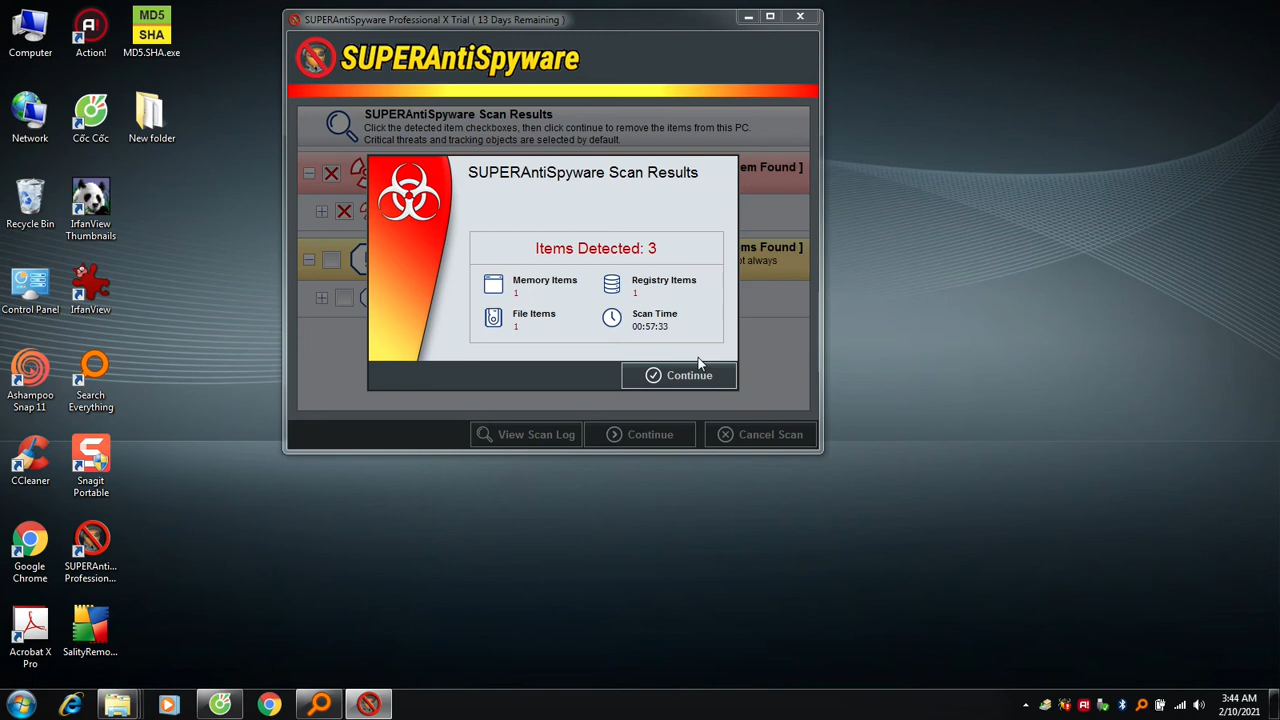 Computer
Action!
MD5
SHA
MD5.SHA.exe
Network
Cốc Cốc
New folder
Recycle Bin
IrfanView
Thumbnails
Control Panel
IrfanView
Ashampoo
Snap 11
Search
Everything
CCleaner
Snagit
Portable
Google
Chrome
SUPERAnti...
Profession...
Acrobat X
Pro
SalityRemo...
SUPERAntiSpyware Professional X Trial ( 13 Days Remaining )
SUPERAntiSpyware
SUPERAntiSpyware Scan Results
Click the detected item checkboxes, then click continue to remove the items from this PC.
Critical threats and tracking objects are selected by default.
em Found ]
ms Found ]
ot always
SUPERAntiSpyware Scan Results
Items Detected: 3
Memory Items
1
Registry Items
1
File Items
1
Scan Time
00:57:33
Continue
View Scan Log
Continue
Cancel Scan
3:44 AM
2/10/2021